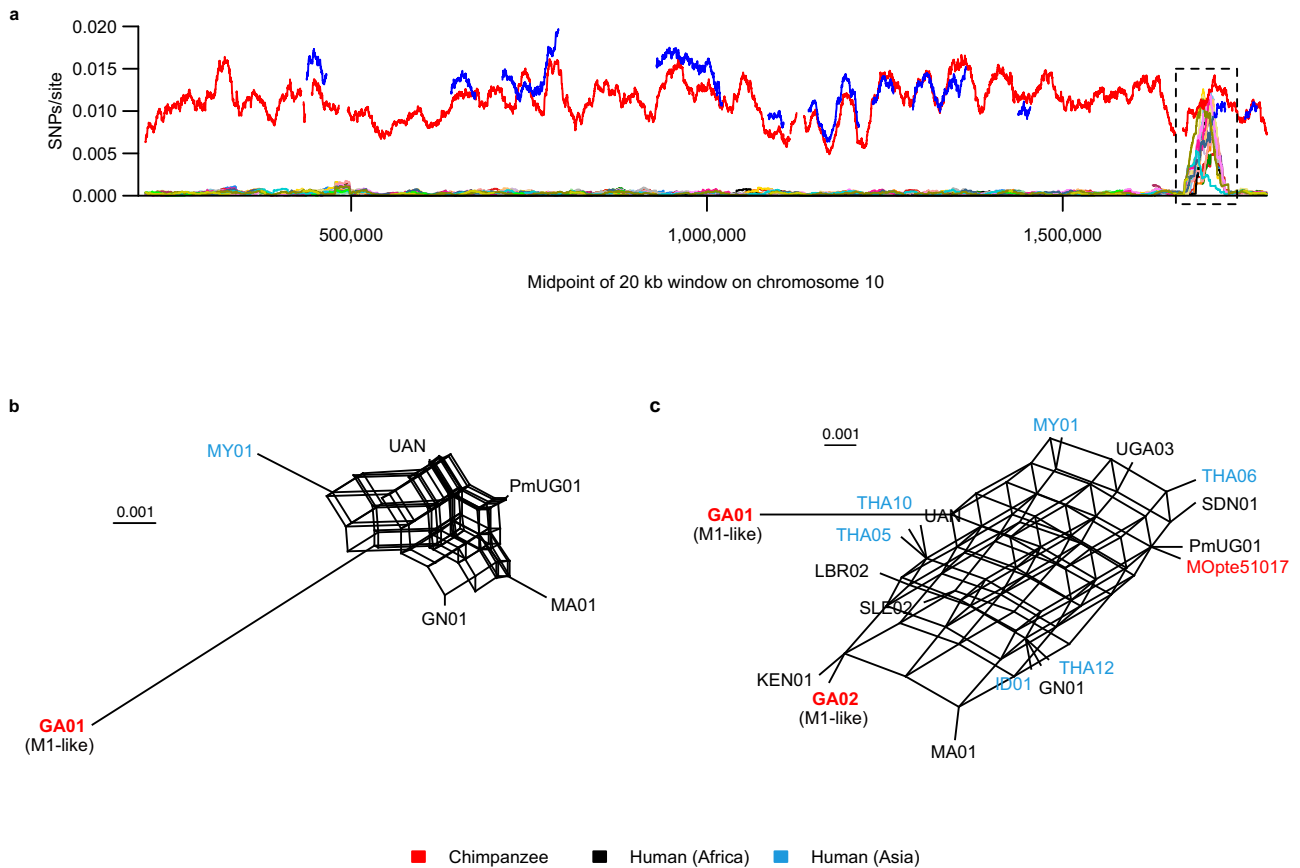 a
0.020
0.015
0.010
0.005
0.000
SNPs/site
500,000
1,000,000
1,500,000
Midpoint of 20 kb window on chromosome 10
b
0.001
MY01
UAN
PmUG01
MA01
GN01
GA01
(M1-like)
c
0.001
MY01
UGA03
THA06
SDN01
THA10
UAN
GA01
(M1-like)
THA05
PmUG01
MOpte51017
LBR02
SLE02
KEN01
GA02
(M1-like)
THA12
ID01
GN01
MA01
Chimpanzee
Human (Africa)
Human (Asia)